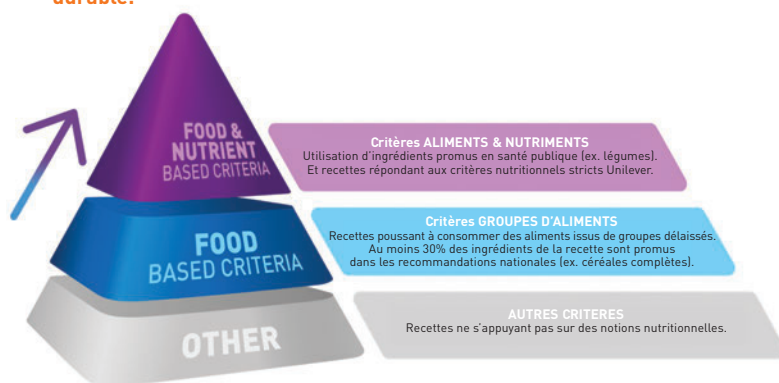 durable.
FOOD &
NUTRIENT
BASED CRITERIA
Critères ALIMENTS & NUTRIMENTS
Utilisation d'ingrédients promus en santé publique (ex. légumes).
Et recettes répondant aux critères nutritionnels stricts Unilever.
FOOD
BASED CRITERIA
Critères GROUPES D'ALIMENTS
Recettes poussant à consommer des aliments issus de groupes délaissés.
Au moins 30% des ingrédients de la recette sont promus
dans les recommandations nationales (ex. céréales complètes).
OTHER
AUTRES CRITERES
Recettes ne s'appuyant pas sur des notions nutritionnelles.